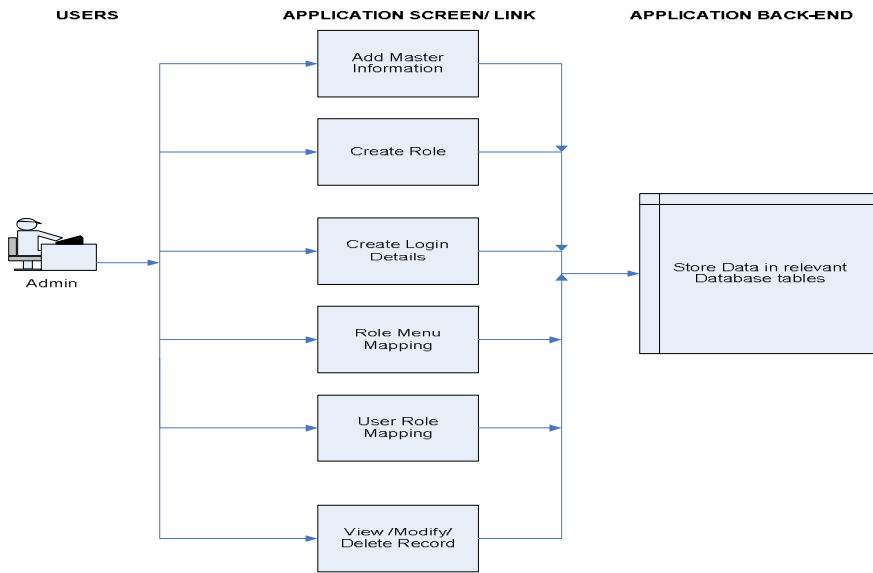 USERS
APPLICATION SCREEN/ LINK
APPLICATION BACK-END
Add Master
Information
Create Role
Create Login
Details
Role Menu
Mapping
User Role
Mapping
View /Modify/
Delete Record
Admin
Store Data in relevant
Database tables